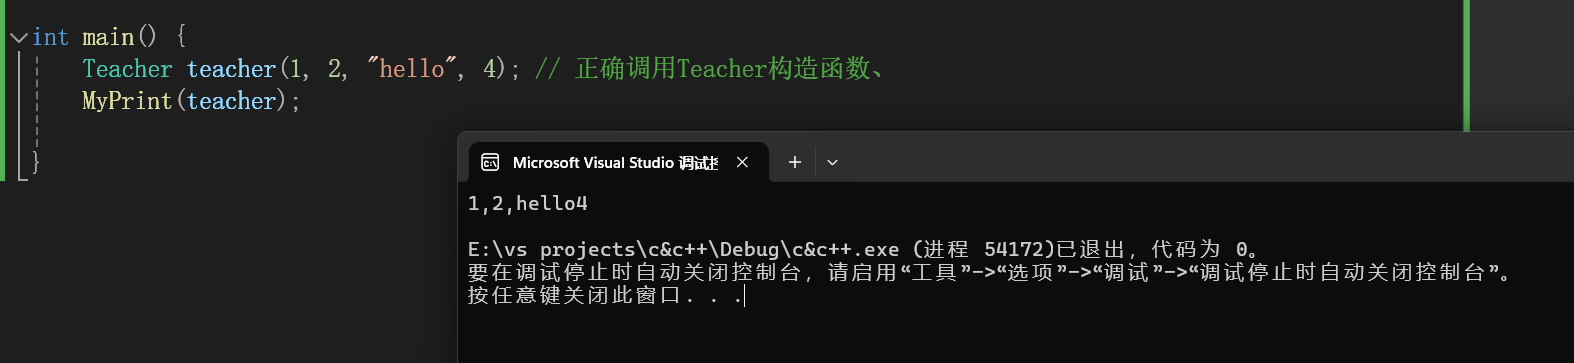 int main() {
Teacher teacher(1, 2, "hello", 4); // 正确调用Teacher构造函数、
MyPrint(teacher);
}
Microsoft Visual Studio 调试
1,2,hello4
E:\vs projects\c&c++\Debug\c&c++.exe (进程 54172)已退出，代码为 0。
要在调试停止时自动关闭控制台，请启用“工具”->“选项”->“调试”->“调试停止时自动关闭控制台”。
按任意键关闭此窗口. . .